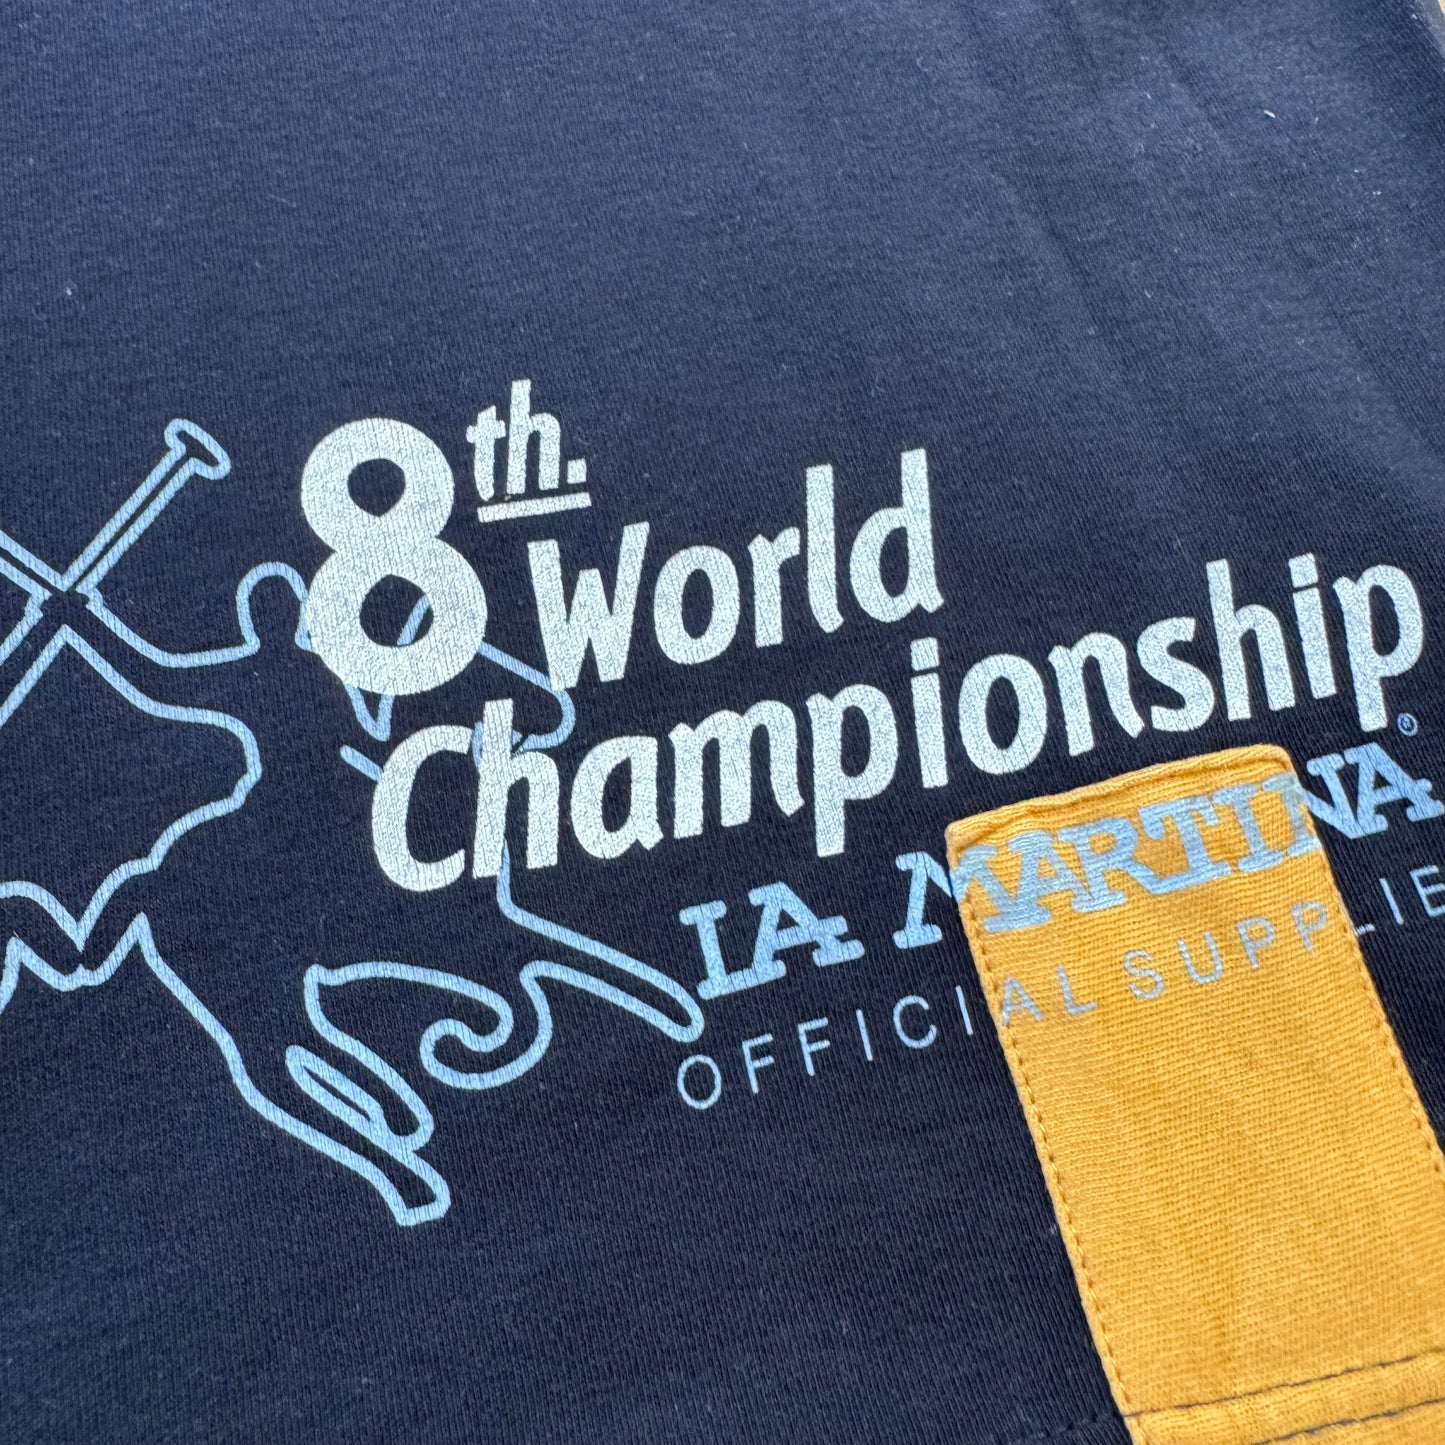 8th.
World
Championship
LA MARTINA®
OFFICIAL SUPPLIE